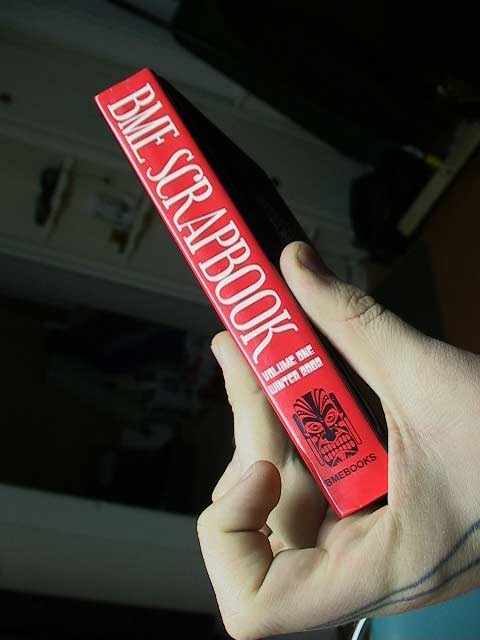 BME SCRAPBOOK
VOLUME ONE
WINTER 2000
BMEBOOKS